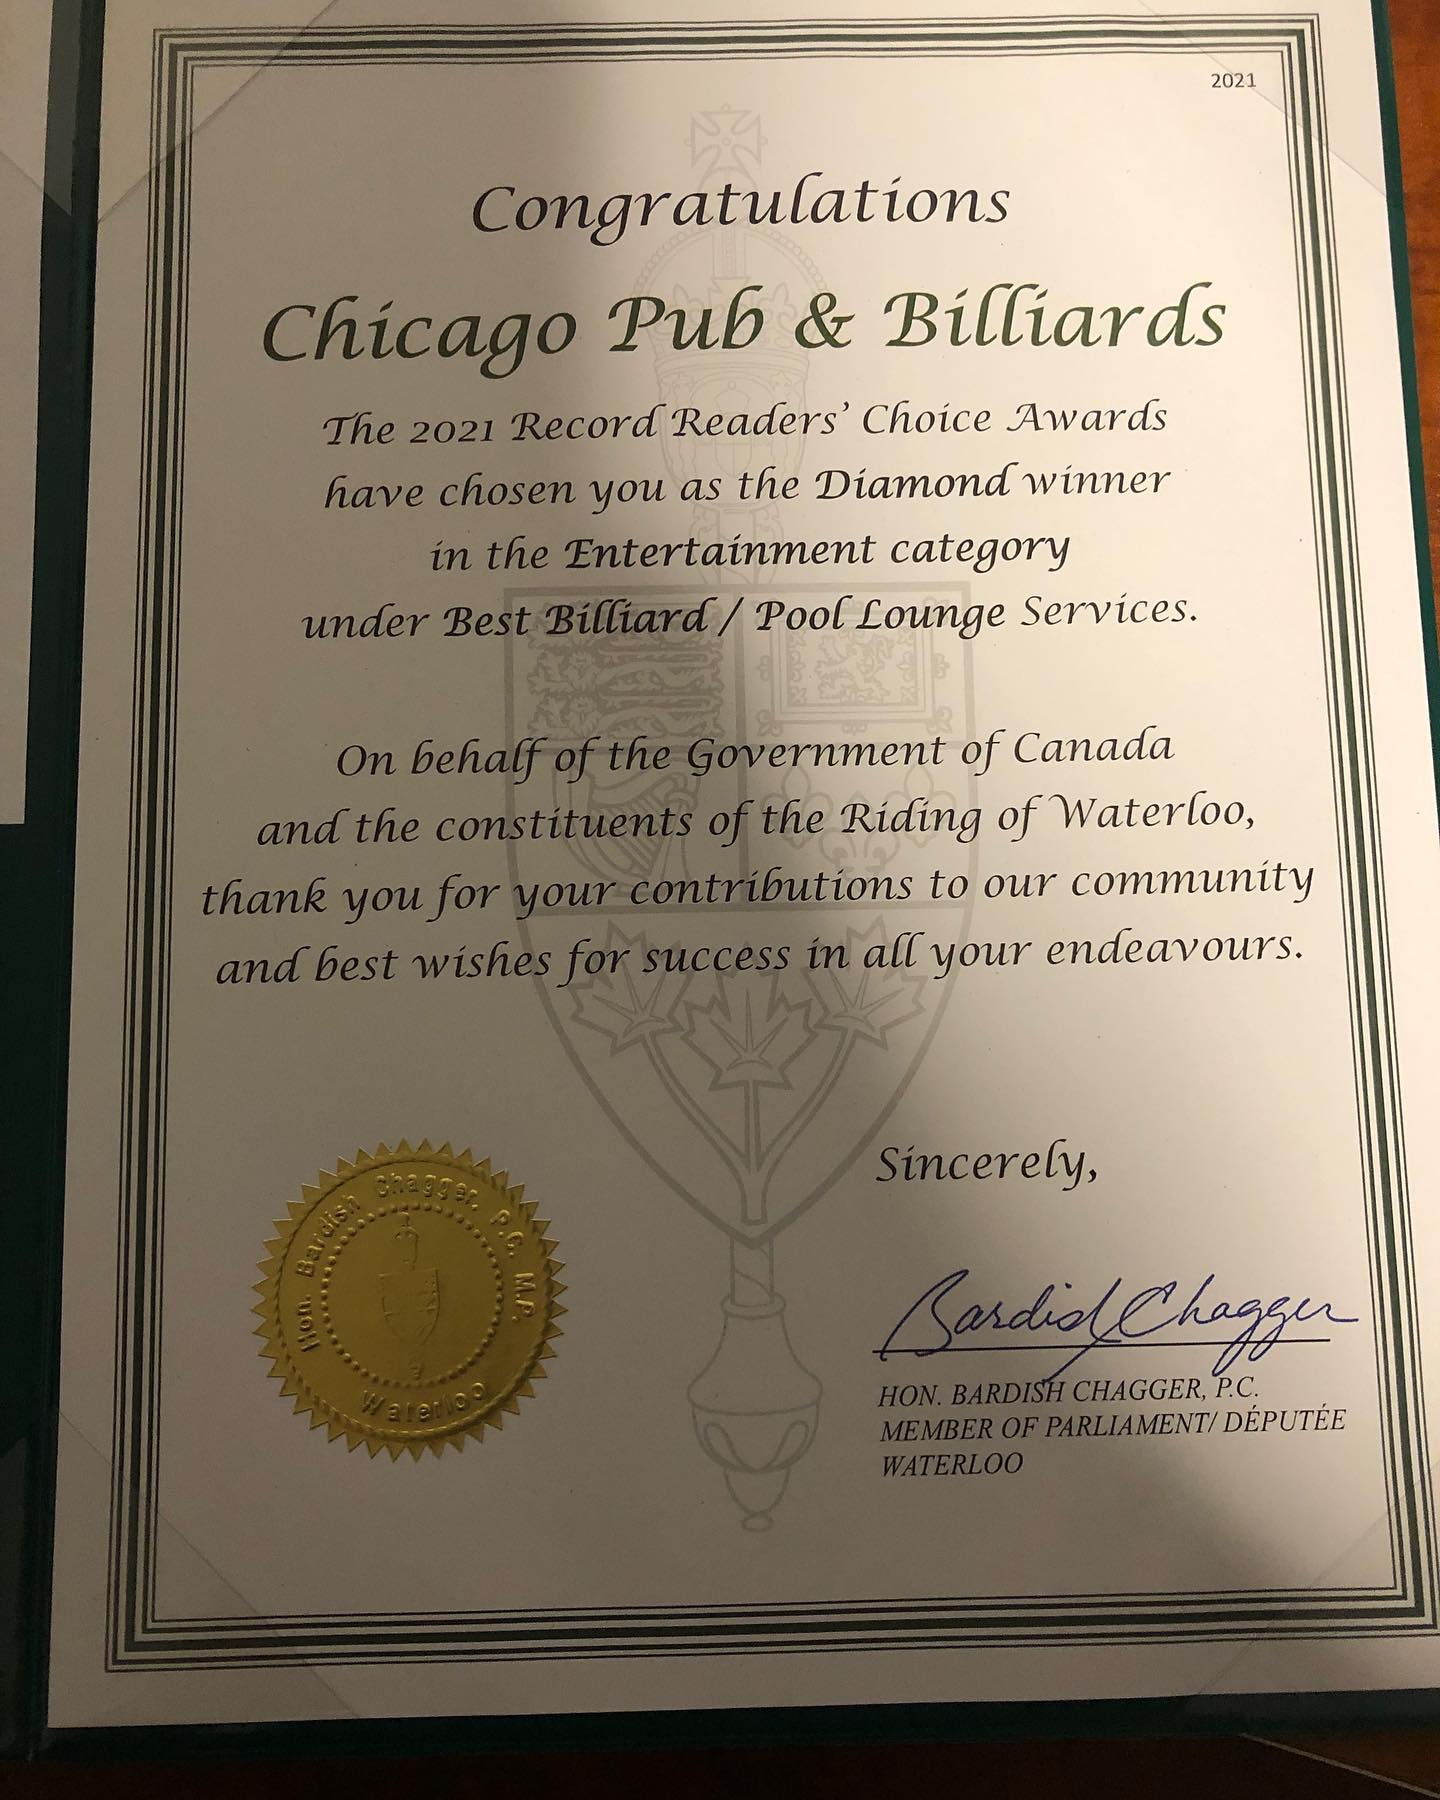 2021
Congratulations
Chicago Pub & Billiards
The 2021 Record Readers' Choice Awards
have chosen you as the Diamond winner
in the Entertainment category
under Best Billiard / Pool Lounge Services.
On behalf of the Government of Canada
and the constituents of the Riding of Waterloo,
thank you for your contributions to our community
and best wishes for success in all your endeavours.
Sincerely,
Bardish Chagger
HON. BARDISH CHAGGER, P.C.
MEMBER OF PARLIAMENT/ DÉPUTÉE
WATERLOO
Hon. Bardish Chagger, P.C. M.P.
Waterloo